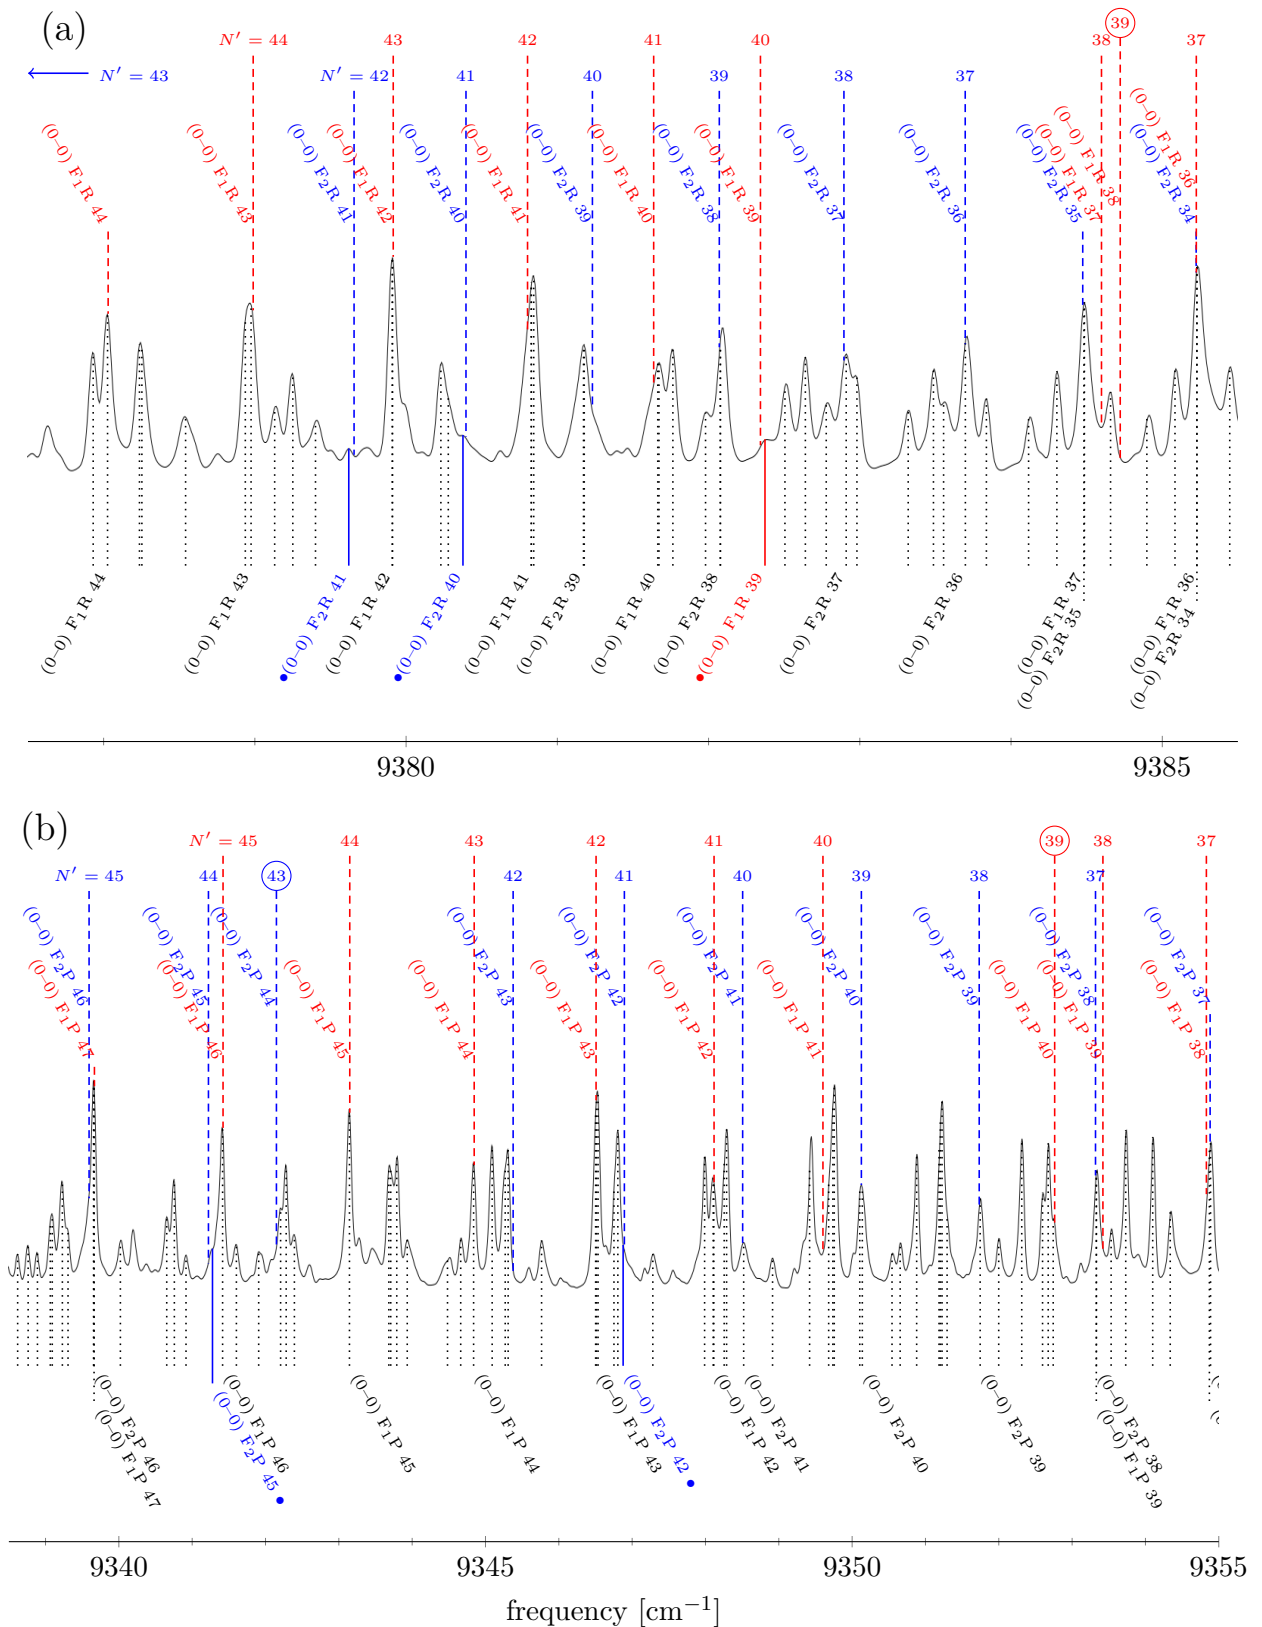 (a)
N′ = 44 43 42 41 40 38 39 37
N′ = 43 N′ = 42 41 40 39 38 37
(0–0) F₁R 44
(0–0) F₁R 43
(0–0) F₂R 41
(0–0) F₁R 42
(0–0) F₂R 40
(0–0) F₁R 41
(0–0) F₂R 39
(0–0) F₁R 40
(0–0) F₂R 38
(0–0) F₁R 39
(0–0) F₂R 37
(0–0) F₂R 36
(0–0) F₂R 35
(0–0) F₁R 37
(0–0) F₁R 38
(0–0) F₂R 34
(0–0) F₁R 36
(0–0) F₁R 44
(0–0) F₁R 43
•(0–0) F₂R 41
(0–0) F₁R 42
•(0–0) F₂R 40
(0–0) F₁R 41
(0–0) F₂R 39
(0–0) F₁R 40
(0–0) F₂R 38
•(0–0) F₁R 39
(0–0) F₂R 37
(0–0) F₂R 36
(0–0) F₁R 37
(0–0) F₂R 35
(0–0) F₁R 36
(0–0) F₂R 34
9380 9385
(b)
N′ = 45 44 43 42 41 40 39 38 37
N′ = 45 44 43 42 41 40 39 38 37
(0–0) F₂P 46
(0–0) F₁P 47
(0–0) F₂P 45
(0–0) F₁P 46
(0–0) F₂P 44
(0–0) F₁P 45
(0–0) F₁P 44
(0–0) F₂P 43
(0–0) F₁P 43
(0–0) F₂P 42
(0–0) F₁P 42
(0–0) F₂P 41
(0–0) F₁P 41
(0–0) F₂P 40
(0–0) F₂P 39
(0–0) F₁P 40
(0–0) F₂P 38
(0–0) F₁P 39
(0–0) F₂P 37
(0–0) F₁P 38
(0–0) F₂P 46
(0–0) F₁P 47
(0–0) F₁P 46
(0–0) F₂P 45 •
(0–0) F₁P 45
(0–0) F₁P 44
(0–0) F₁P 43
(0–0) F₂P 42 •
(0–0) F₁P 42
(0–0) F₂P 41
(0–0) F₂P 40
(0–0) F₂P 39
(0–0) F₂P 38
(0–0) F₁P 39
9340 9345 9350 9355
frequency [cm⁻¹]